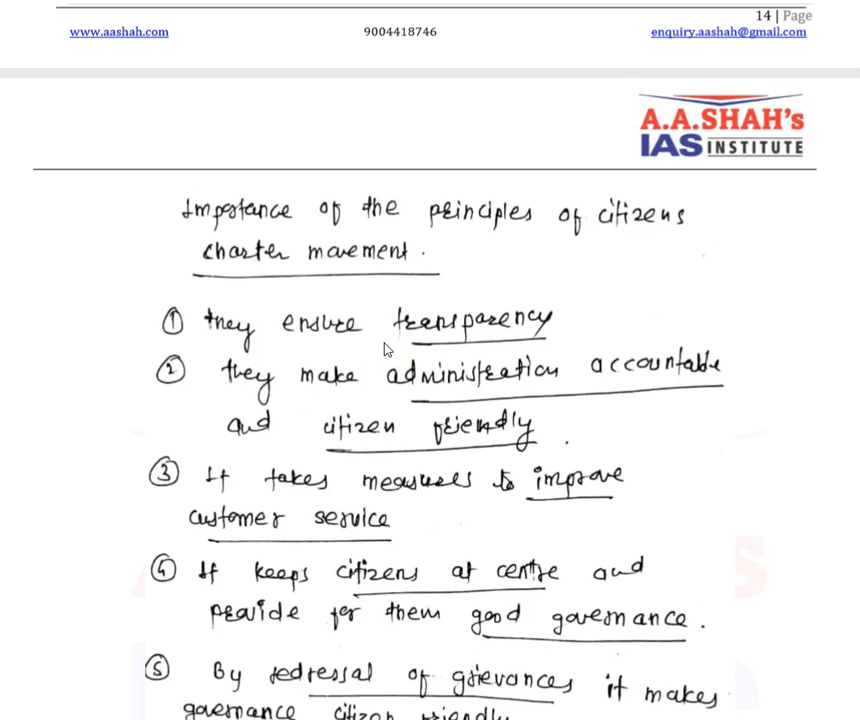 14 | Page
www.aashah.com 9004418746 enquiry.aashah@gmail.com
A.A.SHAH's
IAS INSTITUTE
Importance of the principles of citizens
charter movement.
① they ensure transparency
② they make administration accountable
and citizen friendly.
③ It takes measures to improve
customer service
④ It keeps citizens at centre and
provide for them good governance.
⑤ By redressal of grievances it makes
governance citizen friendly